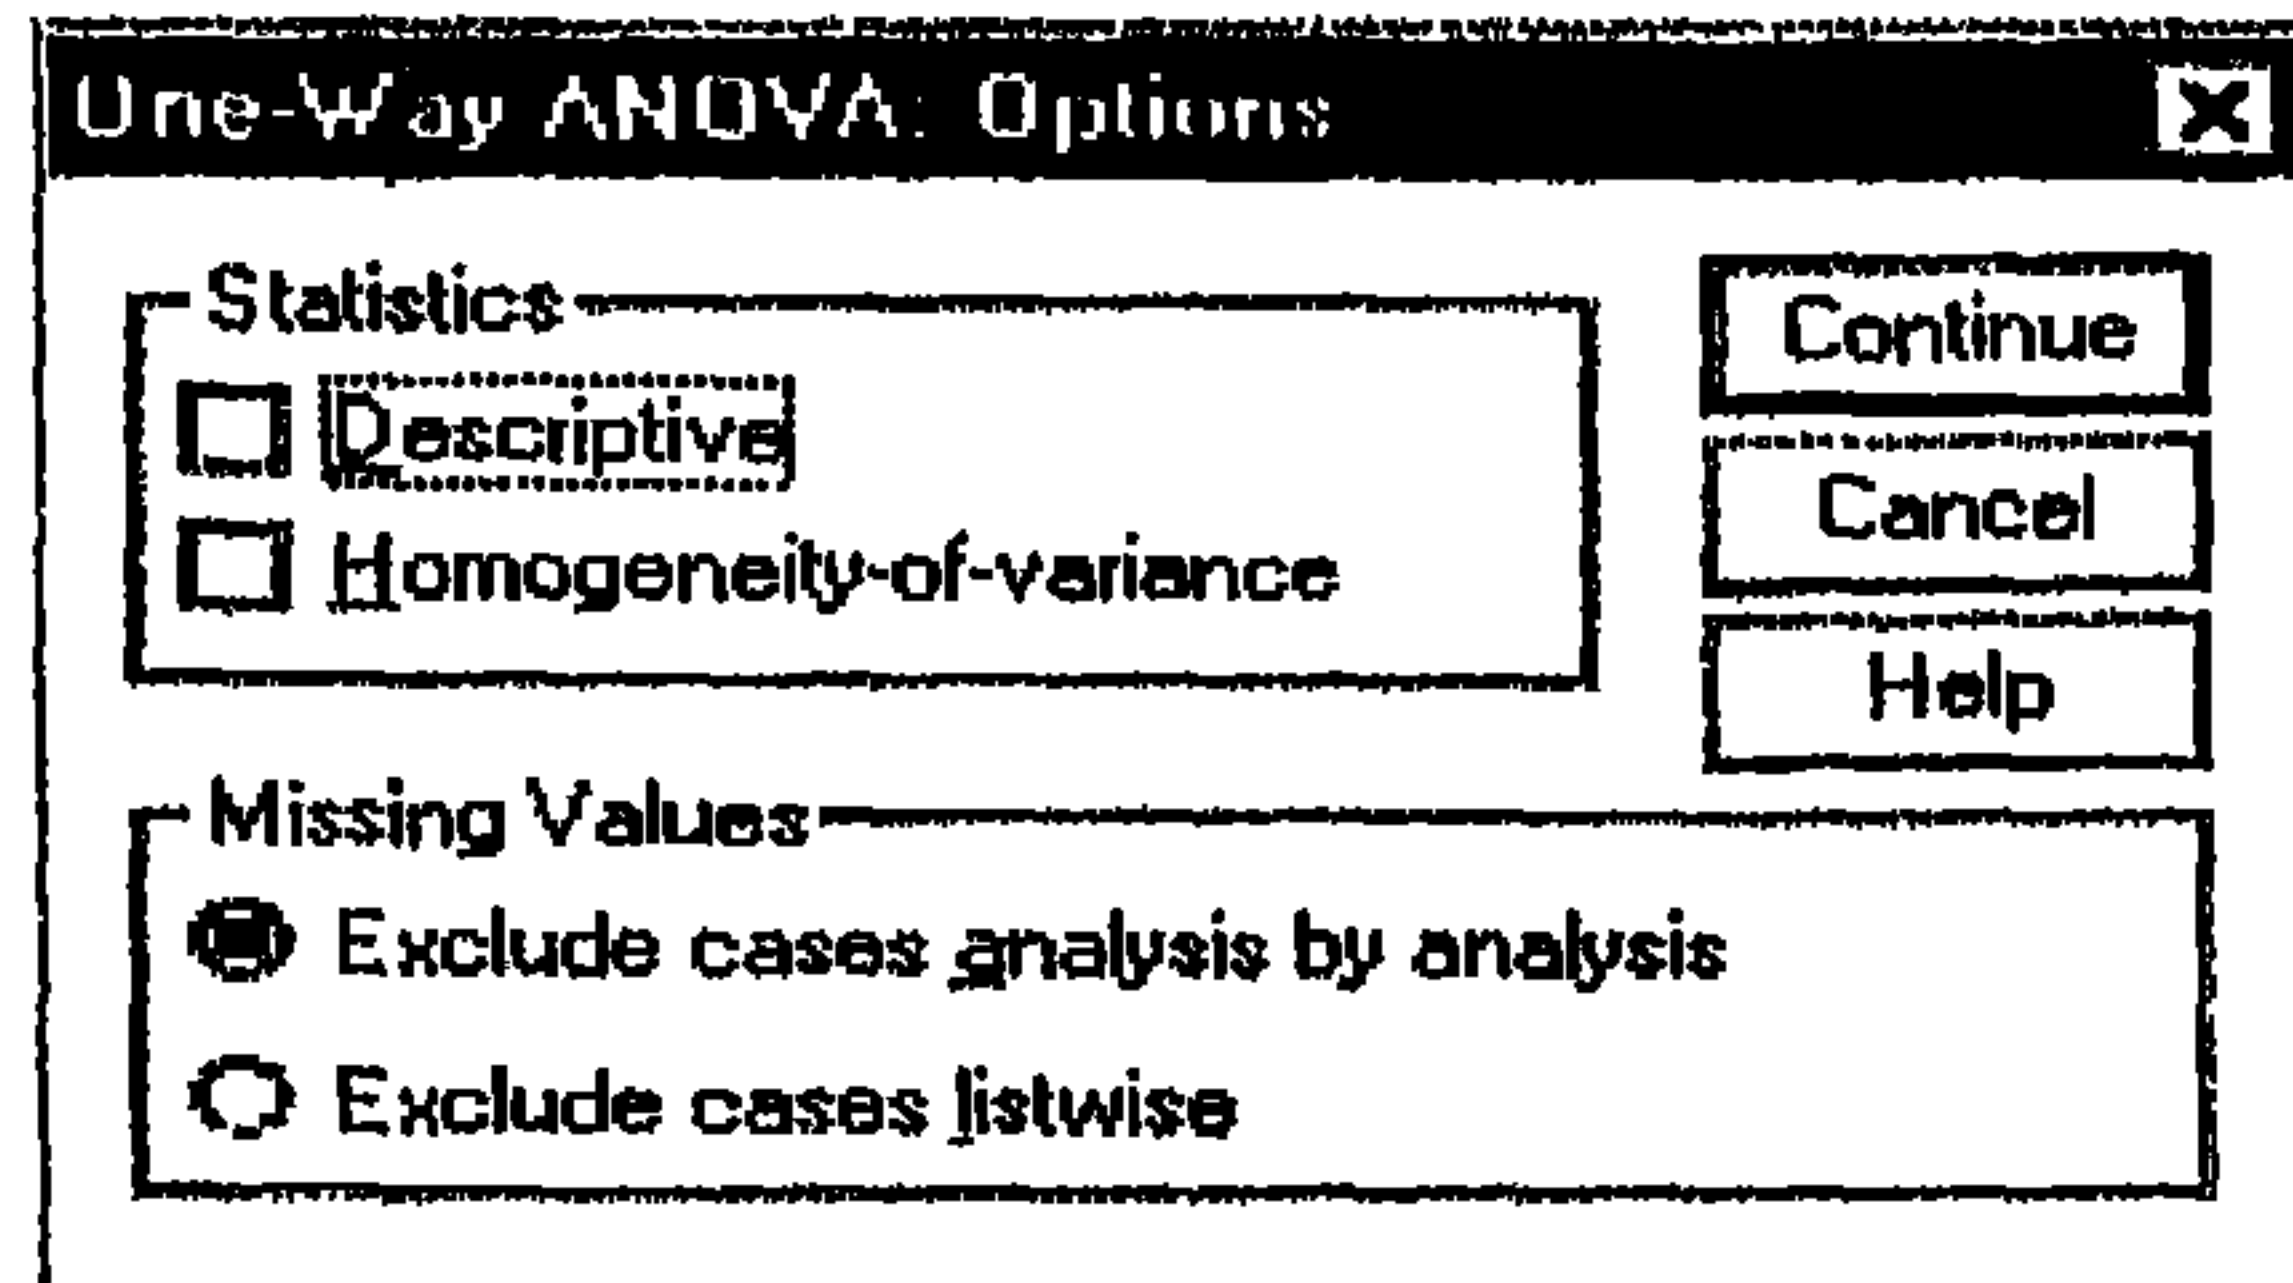 One-Way ANOVA: Options
Statistics
Descriptive
Homogeneity-of-variance
Continue
Cancel
Help
Missing Values
Exclude cases analysis by analysis
Exclude cases listwise